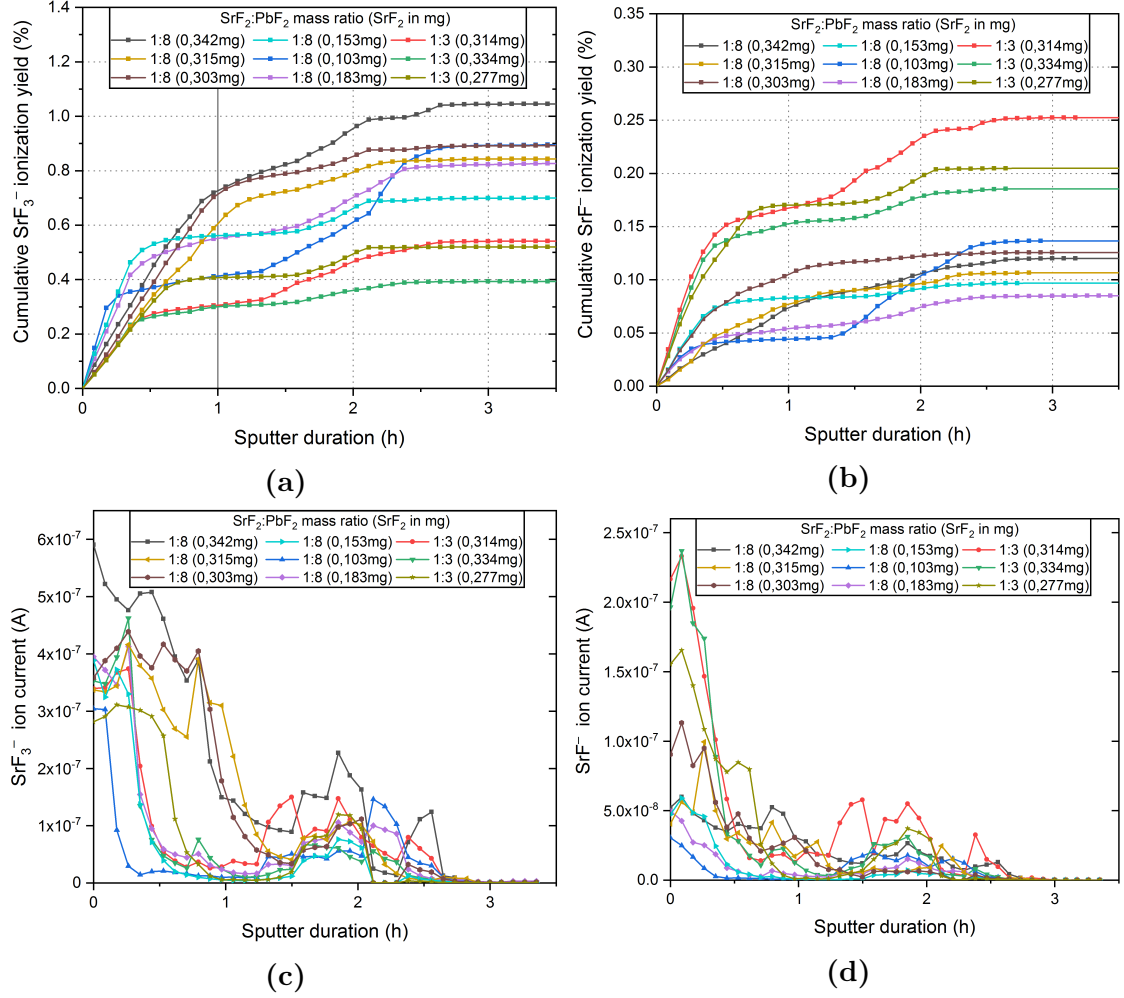 SrF₂:PbF₂ mass ratio (SrF₂ in mg)
1:8 (0,342mg) 1:8 (0,153mg) 1:3 (0,314mg)
1:8 (0,315mg) 1:8 (0,103mg) 1:3 (0,334mg)
1:8 (0,303mg) 1:8 (0,183mg) 1:3 (0,277mg)
Cumulative SrF₃⁻ ionization yield (%)
1.4
1.2
1.0
0.8
0.6
0.4
0.2
0.0
0 1 2 3
Sputter duration (h)
(a)
SrF₂:PbF₂ mass ratio (SrF₂ in mg)
1:8 (0,342mg) 1:8 (0,153mg) 1:3 (0,314mg)
1:8 (0,315mg) 1:8 (0,103mg) 1:3 (0,334mg)
1:8 (0,303mg) 1:8 (0,183mg) 1:3 (0,277mg)
Cumulative SrF⁻ ionization yield (%)
0.35
0.30
0.25
0.20
0.15
0.10
0.05
0.00
0 1 2 3
Sputter duration (h)
(b)
SrF₂:PbF₂ mass ratio (SrF₂ in mg)
1:8 (0,342mg) 1:8 (0,153mg) 1:3 (0,314mg)
1:8 (0,315mg) 1:8 (0,103mg) 1:3 (0,334mg)
1:8 (0,303mg) 1:8 (0,183mg) 1:3 (0,277mg)
SrF₃⁻ ion current (A)
6x10⁻⁷
5x10⁻⁷
4x10⁻⁷
3x10⁻⁷
2x10⁻⁷
1x10⁻⁷
0
0 1 2 3
Sputter duration (h)
(c)
SrF₂:PbF₂ mass ratio (SrF₂ in mg)
1:8 (0,342mg) 1:8 (0,153mg) 1:3 (0,314mg)
1:8 (0,315mg) 1:8 (0,103mg) 1:3 (0,334mg)
1:8 (0,303mg) 1:8 (0,183mg) 1:3 (0,277mg)
SrF⁻ ion current (A)
2.5x10⁻⁷
2.0x10⁻⁷
1.5x10⁻⁷
1.0x10⁻⁷
5.0x10⁻⁸
0.0
0 1 2 3
Sputter duration (h)
(d)